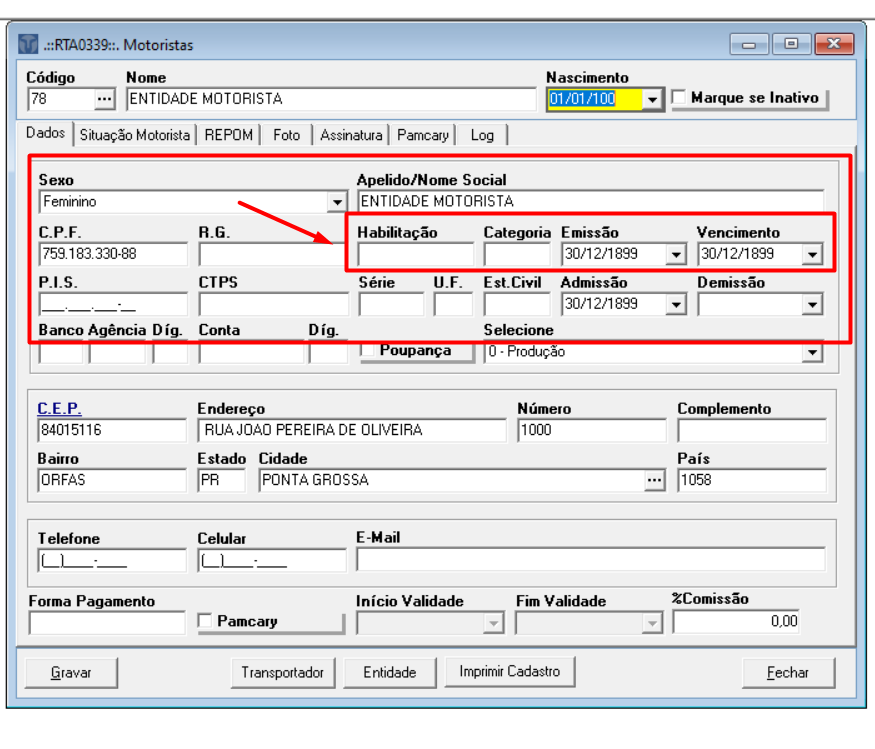 .::RTA0339::. Motoristas
Código Nome Nascimento
78 ... ENTIDADE MOTORISTA 01/01/100 Marque se Inativo
Dados Situação Motorista REPOM Foto Assinatura Pamcary Log
Sexo Apelido/Nome Social
Feminino ENTIDADE MOTORISTA
C.P.F. R.G. Habilitação Categoria Emissão Vencimento
759.183.330-88 30/12/1899 30/12/1899
P.I.S. CTPS Série U.F. Est.Civil Admissão Demissão
___.___.__-_ 30/12/1899
Banco Agência Díg. Conta Díg. Selecione
Poupança 0 - Produção
C.E.P. Endereço Número Complemento
84015116 RUA JOAO PEREIRA DE OLIVEIRA 1000
Bairro Estado Cidade País
ORFAS PR PONTA GROSSA ... 1058
Telefone Celular E-Mail
(__)____-____ (__)____-____
Forma Pagamento Início Validade Fim Validade %Comissão
Pamcary 0,00
Gravar Transportador Entidade Imprimir Cadastro Fechar